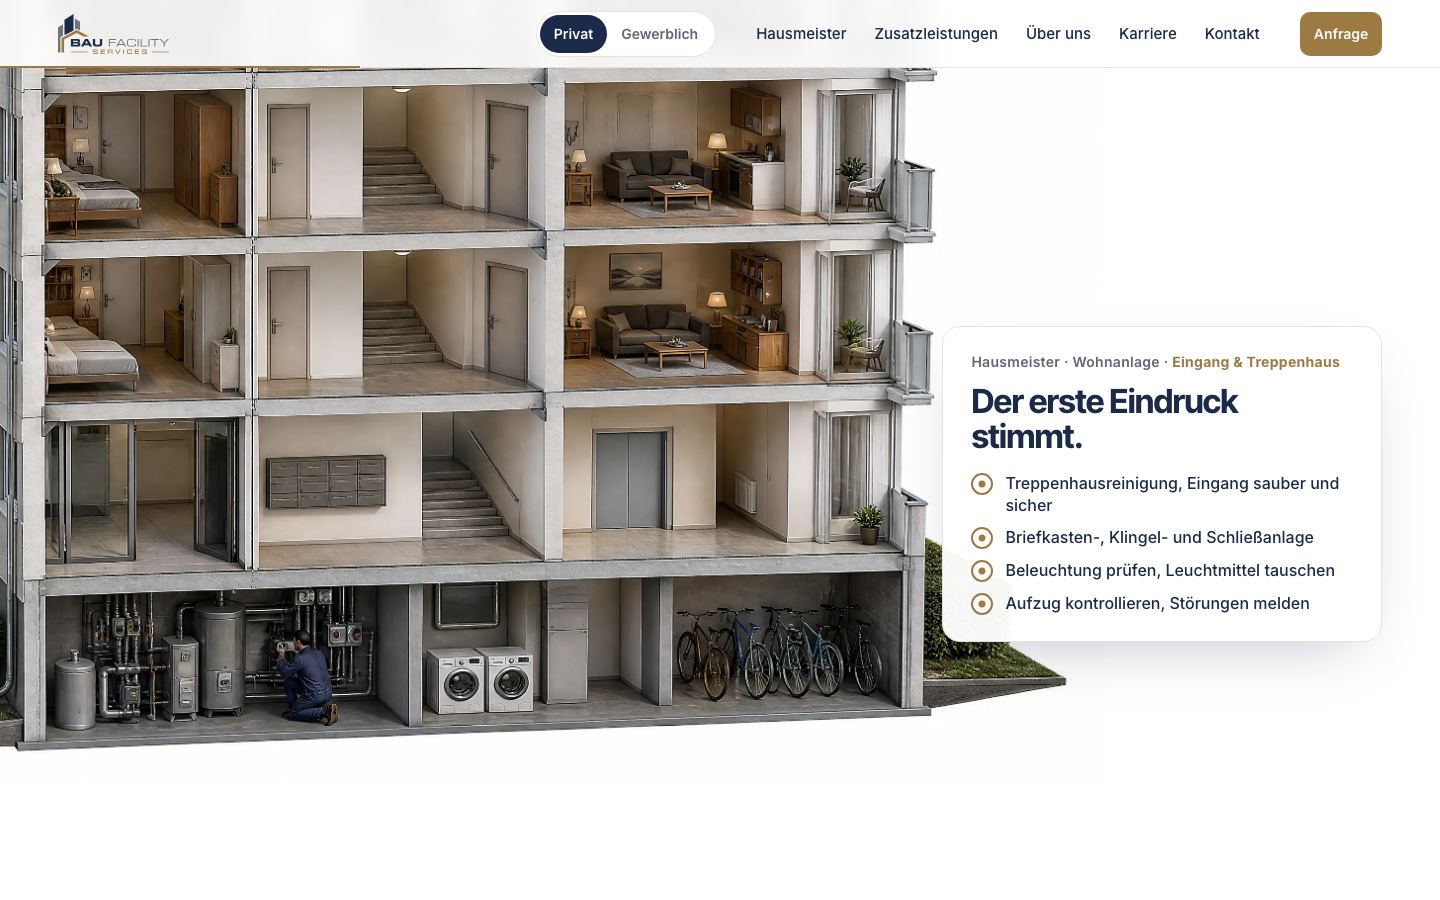 BAU FACILITY
SERVICES
Privat
Gewerblich
Hausmeister
Zusatzleistungen
Über uns
Karriere
Kontakt
Anfrage
Hausmeister · Wohnanlage · Eingang & Treppenhaus
Der erste Eindruck
stimmt.
Treppenhausreinigung, Eingang sauber und
sicher
Briefkasten-, Klingel- und Schließanlage
Beleuchtung prüfen, Leuchtmittel tauschen
Aufzug kontrollieren, Störungen melden